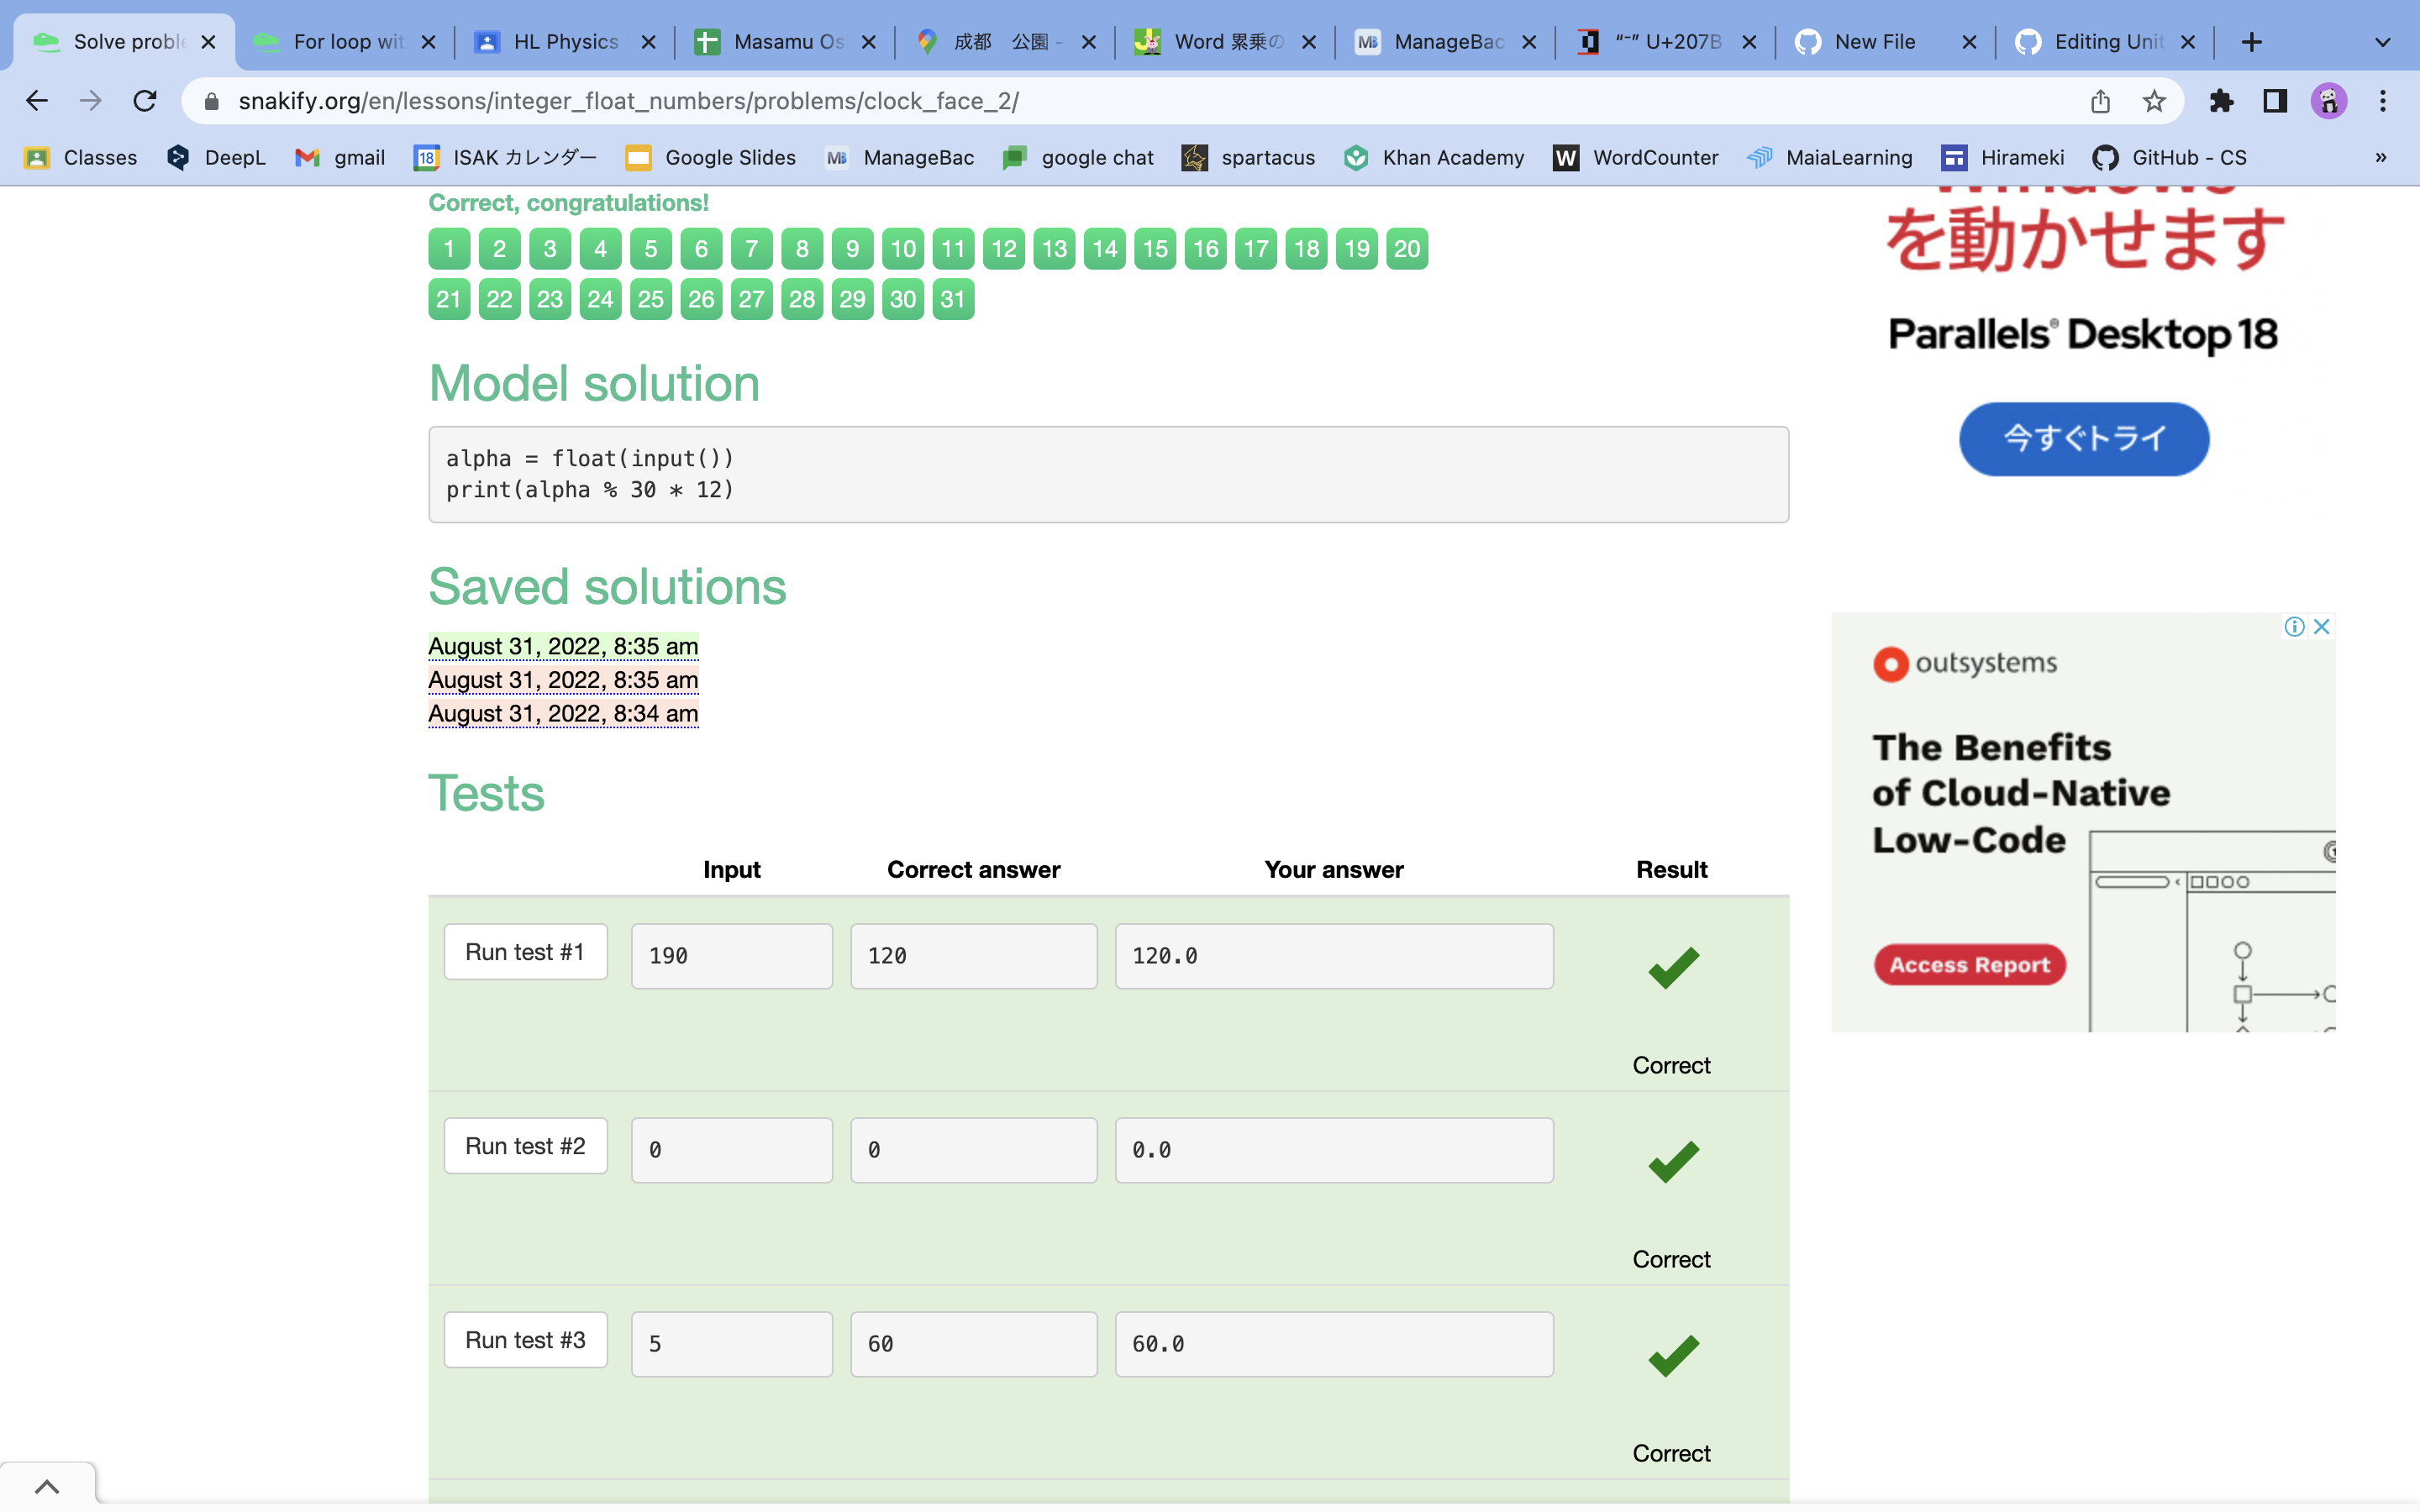 Solve proble
For loop wit
HL Physics
Masamu Os
成都 公園 -
Word 累乗の
ManageBac
“⁻” U+207B
New File
Editing Unit
snakify.org/en/lessons/integer_float_numbers/problems/clock_face_2/
Classes
DeepL
gmail
18
ISAK カレンダー
Google Slides
MB
ManageBac
google chat
spartacus
Khan Academy
W
WordCounter
MaiaLearning
Hirameki
GitHub - CS
»
Correct, congratulations!
1 2 3 4 5 6 7 8 9 10 11 12 13 14 15 16 17 18 19 20
21 22 23 24 25 26 27 28 29 30 31
Model solution
alpha = float(input())
print(alpha % 30 * 12)
Saved solutions
August 31, 2022, 8:35 am
August 31, 2022, 8:35 am
August 31, 2022, 8:34 am
Tests
Input Correct answer Your answer Result
Run test #1 190 120 120.0
Correct
Run test #2 0 0 0.0
Correct
Run test #3 5 60 60.0
Correct
を動かせます
Parallels® Desktop 18
今すぐトライ
outsystems
The Benefits
of Cloud-Native
Low-Code
Access Report